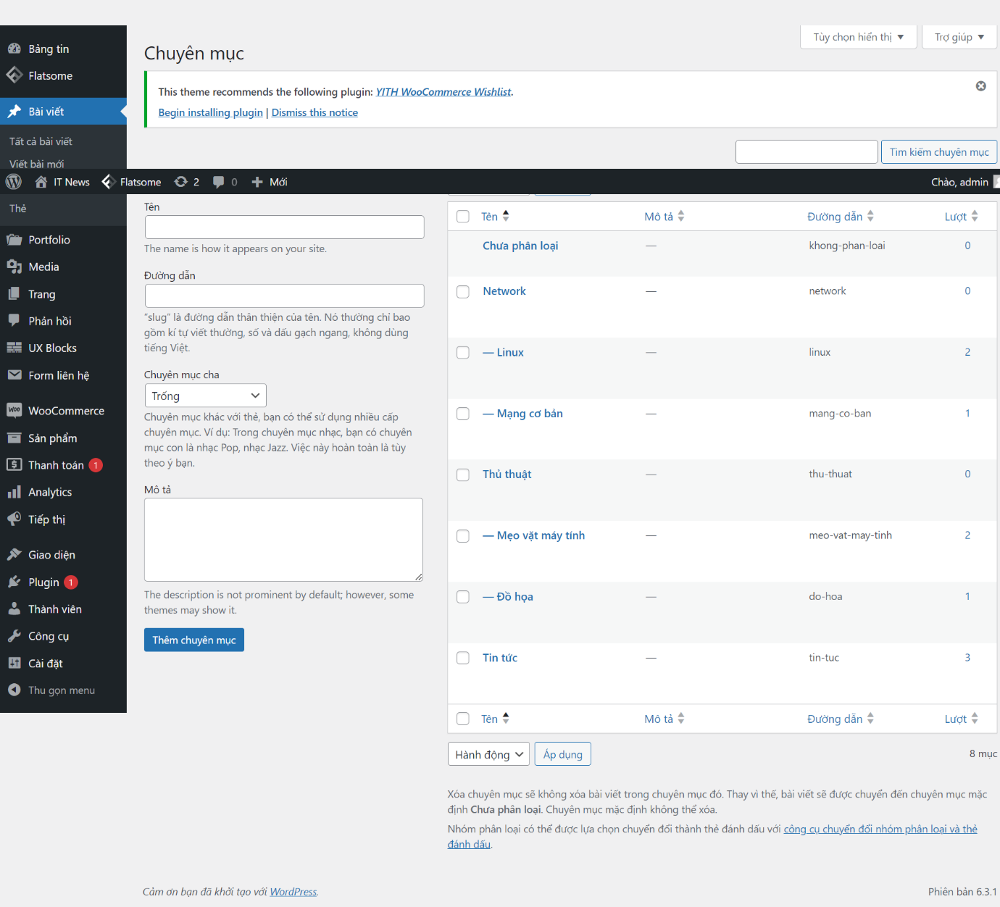 Bảng tin
Flatsome
Bài viết
Tất cả bài viết
Viết bài mới
Tùy chọn hiển thị
Trợ giúp
Chuyên mục
This theme recommends the following plugin: YITH WooCommerce Wishlist.
Begin installing plugin | Dismiss this notice
Tìm kiếm chuyên mục
IT News
Flatsome
2
0
Mới
Chào, admin
Thẻ
Portfolio
Media
Trang
Phản hồi
UX Blocks
Form liên hệ
WooCommerce
Sản phẩm
Thanh toán 1
Analytics
Tiếp thị
Giao diện
Plugin 1
Thành viên
Công cụ
Cài đặt
Thu gọn menu
Tên
The name is how it appears on your site.
Đường dẫn
“slug” là đường dẫn thân thiện của tên. Nó thường chỉ bao
gồm kí tự viết thường, số và dấu gạch ngang, không dùng
tiếng Việt.
Chuyên mục cha
Trống
Chuyên mục khác với thẻ, bạn có thể sử dụng nhiều cấp
chuyên mục. Ví dụ: Trong chuyên mục nhạc, bạn có chuyên
mục con là nhạc Pop, nhạc Jazz. Việc này hoàn toàn là tùy
theo ý bạn.
Mô tả
The description is not prominent by default; however, some
themes may show it.
Thêm chuyên mục
Tên Mô tả Đường dẫn Lượt
Chưa phân loại — khong-phan-loai 0
Network — network 0
— Linux — linux 2
— Mạng cơ bản — mang-co-ban 1
Thủ thuật — thu-thuat 0
— Mẹo vặt máy tính — meo-vat-may-tinh 2
— Đồ họa — do-hoa 1
Tin tức — tin-tuc 3
Tên Mô tả Đường dẫn Lượt
Hành động
Áp dụng
8 mục
Xóa chuyên mục sẽ không xóa bài viết trong chuyên mục đó. Thay vì thế, bài viết sẽ được chuyển đến chuyên mục mặc
định Chưa phân loại. Chuyên mục mặc định không thể xóa.
Nhóm phân loại có thể được lựa chọn chuyển đổi thành thẻ đánh dấu với công cụ chuyển đổi nhóm phân loại và thẻ
đánh dấu.
Cảm ơn bạn đã khởi tạo với WordPress.
Phiên bản 6.3.1